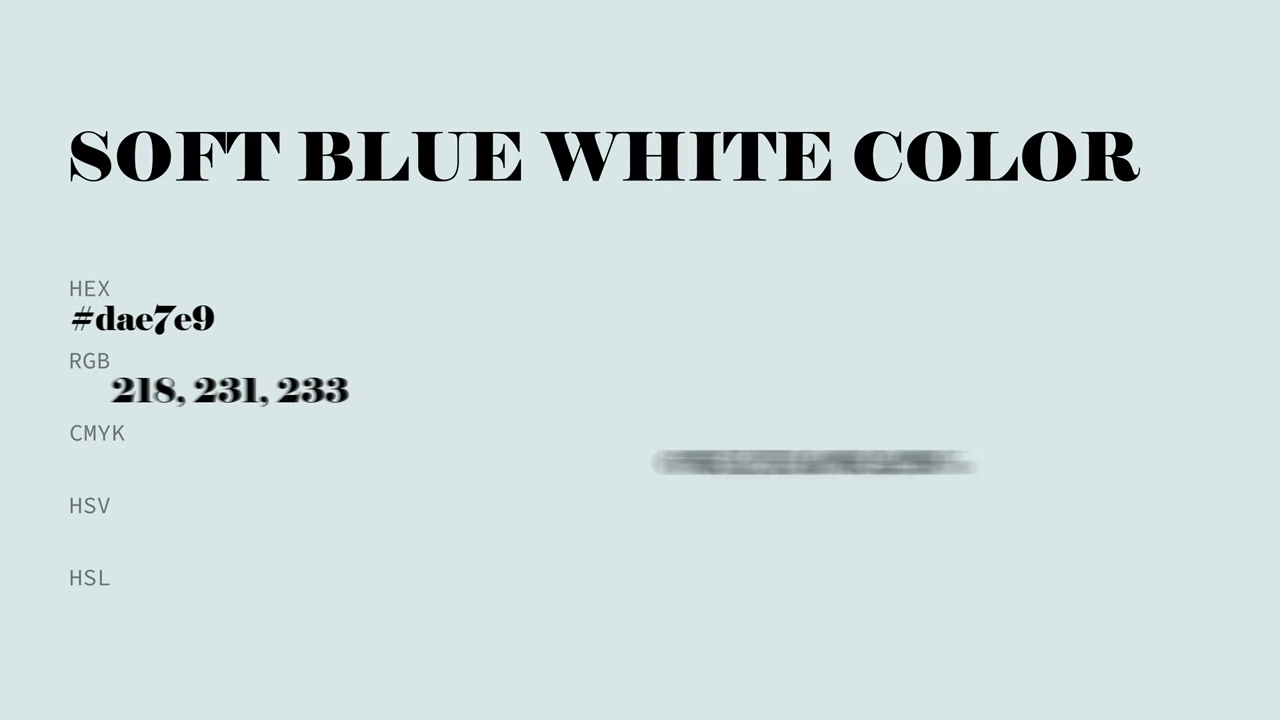 SOFT BLUE WHITE COLOR
HEX
#dae7e9
RGB
218, 231, 233
CMYK
HSV
HSL